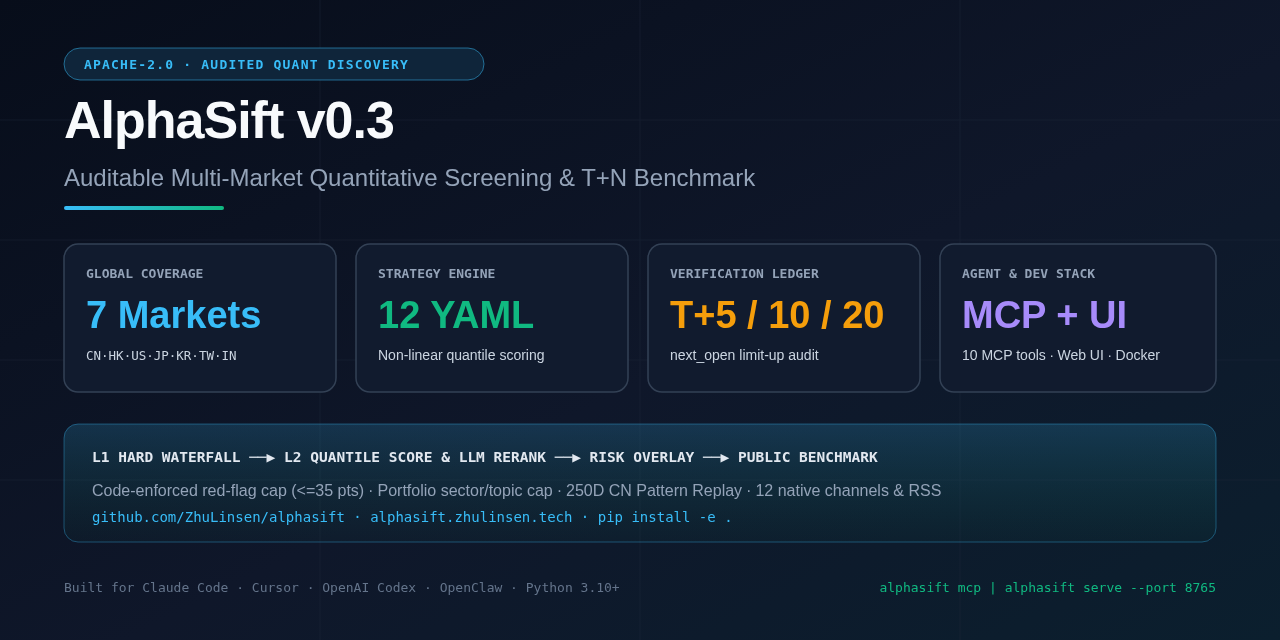 APACHE-2.0 · AUDITED QUANT DISCOVERY
AlphaSift v0.3
Auditable Multi-Market Quantitative Screening & T+N Benchmark
GLOBAL COVERAGE
7 Markets
CN·HK·US·JP·KR·TW·IN
STRATEGY ENGINE
12 YAML
Non-linear quantile scoring
VERIFICATION LEDGER
T+5 / 10 / 20
next_open limit-up audit
AGENT & DEV STACK
MCP + UI
10 MCP tools · Web UI · Docker
L1 HARD WATERFALL ──▶ L2 QUANTILE SCORE & LLM RERANK ──▶ RISK OVERLAY ──▶ PUBLIC BENCHMARK
Code-enforced red-flag cap (<=35 pts) · Portfolio sector/topic cap · 250D CN Pattern Replay · 12 native channels & RSS
github.com/ZhuLinsen/alphasift · alphasift.zhulinsen.tech · pip install -e .
Built for Claude Code · Cursor · OpenAI Codex · OpenClaw · Python 3.10+
alphasift mcp | alphasift serve --port 8765